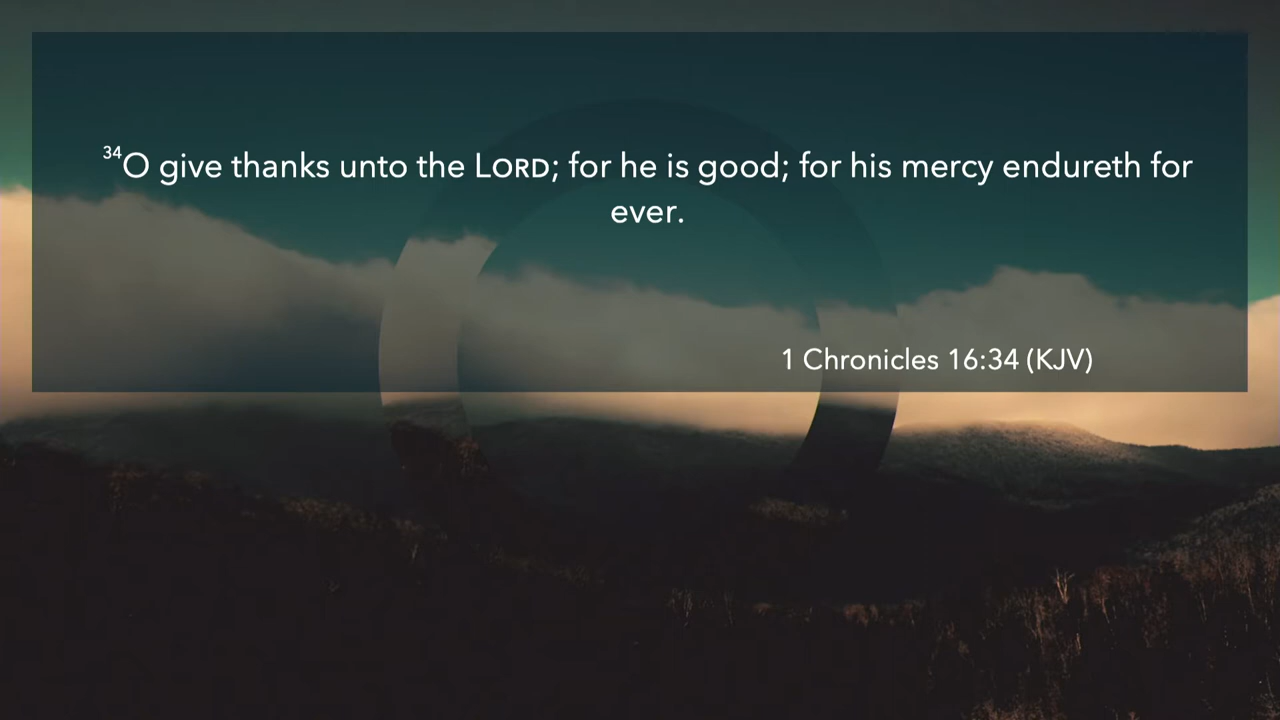 34O give thanks unto the LORD; for he is good; for his mercy endureth for
ever.
1 Chronicles 16:34 (KJV)